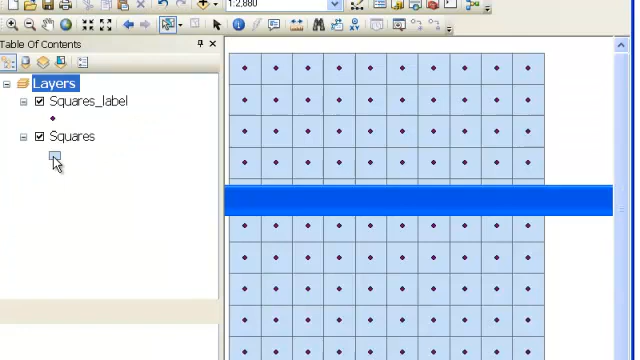 1:2,880
Table Of Contents
Layers
Squares_label
Squares